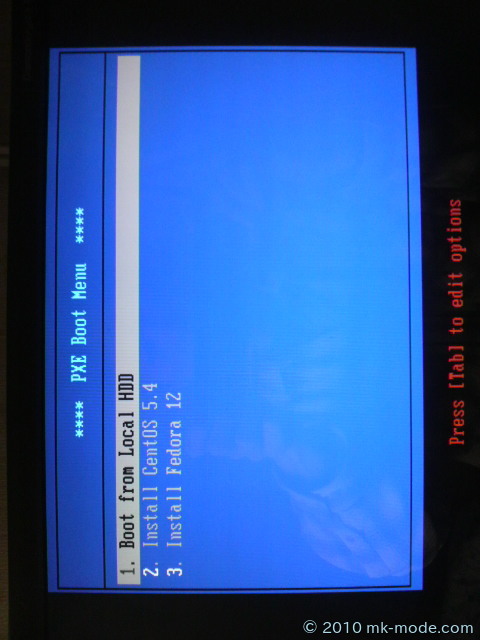 **** PXE Boot Menu ****
1. Boot from Local HDD
2. Install CentOS 5.4
3. Install Fedora 12
Press [Tab] to edit options
© 2010 mk-mode.com